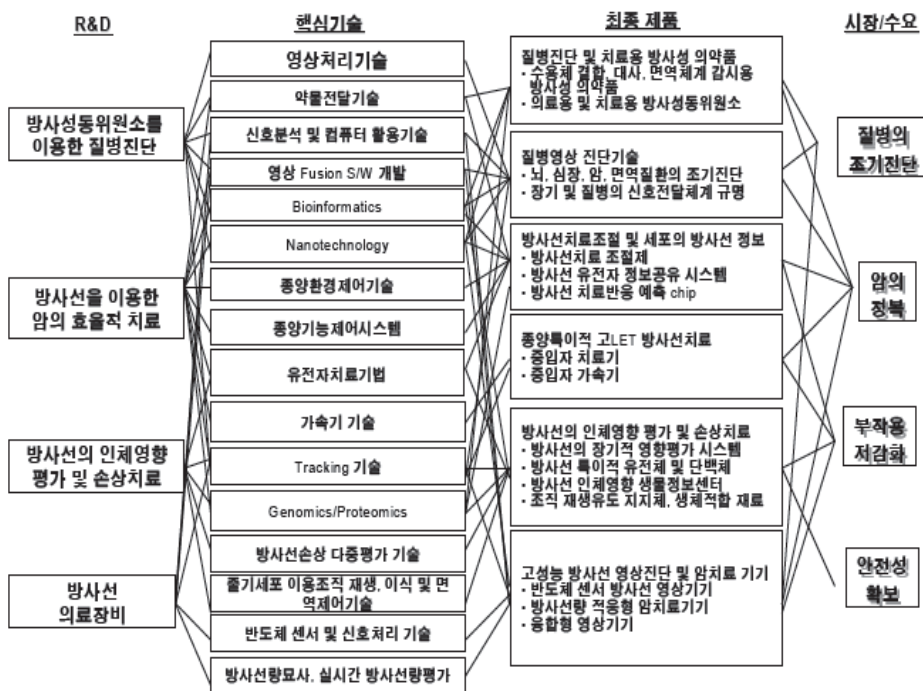 R&D
핵심기술
최종 제품
시장/수요
방사성동위원소를
이용한 질병진단
방사선을 이용한
암의 효율적 치료
방사선의 인체영향
평가 및 손상치료
방사선
의료장비
영상처리기술
약물전달기술
신호분석 및 컴퓨터 활용기술
영상 Fusion S/W 개발
Bioinformatics
Nanotechnology
종양환경제어기술
종양기능제어시스템
유전자치료기법
가속기 기술
Tracking 기술
Genomics/Proteomics
방사선손상 다중평가 기술
줄기세포 이용조직 재생, 이식 및 면
역제어기술
반도체 센서 및 신호처리 기술
방사선량묘사, 실시간 방사선량평가
질병진단 및 치료용 방사성 의약품
• 수용체 결합, 대사, 면역체계 감시용
방사성 의약품
• 의료용 및 치료용 방사성동위원소
질병영상 진단기술
• 뇌, 심장, 암, 면역질환의 조기진단
• 장기 및 질병의 신호전달체계 규명
방사선치료조절 및 세포의 방사선 정보
• 방사선치료 조절제
• 방사선 유전자 정보공유 시스템
• 방사선 치료반응 예측 chip
종양특이적 고LET 방사선치료
• 중입자 치료기
• 중입자 가속기
방사선의 인체영향 평가 및 손상치료
• 방사선의 장기적 영향평가 시스템
• 방사선 특이적 유전체 및 단백체
• 방사선 인체영향 생물정보센터
• 조직 재생유도 지지체, 생체적합 재료
고성능 방사선 영상진단 및 암치료 기기
• 반도체 센서 방사선 영상기기
• 방사선량 적응형 암치료기기
• 융합형 영상기기
질병의
조기진단
암의
정복
부작용
저감화
안전성
확보